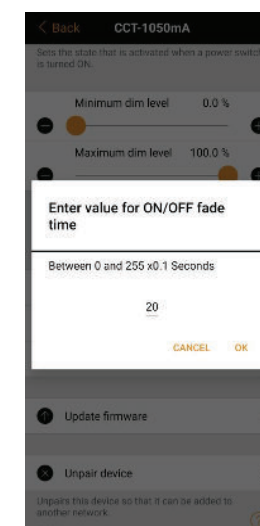 < Back CCT-1050mA
Sets the state that is activated when a power switch
is turned ON.
Minimum dim level 0.0 %
Maximum dim level 100.0 %
Enter value for ON/OFF fade
time
Between 0 and 255 x0.1 Seconds
20
CANCEL OK
Update firmware
Unpair device
Unpairs this device so that it can be added to
another network.